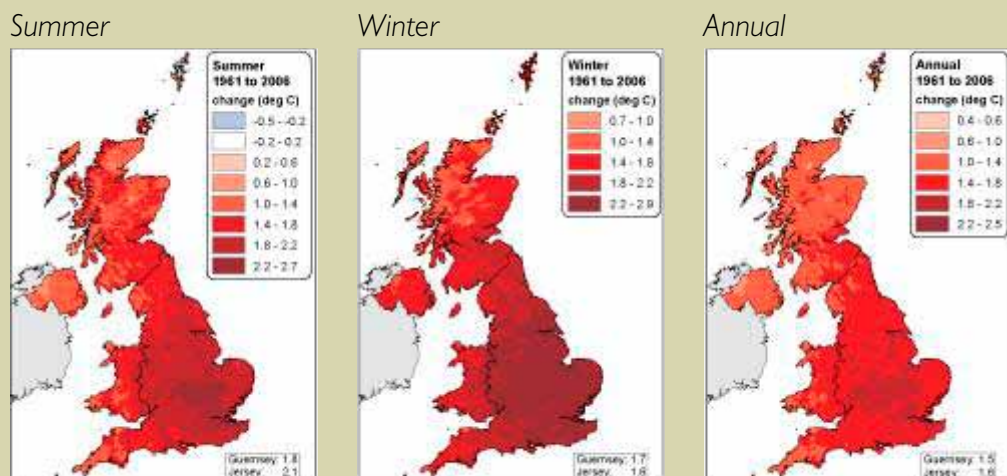 Summer
Winter
Annual
Summer
1961 to 2006
change (deg C)
-0.5 - -0.2
-0.2 - 0.2
0.2 - 0.6
0.6 - 1.0
1.0 - 1.4
1.4 - 1.8
1.8 - 2.2
2.2 - 2.7
Guernsey: 1.8
Jersey: 2.1
Winter
1961 to 2006
change (deg C)
0.7 - 1.0
1.0 - 1.4
1.4 - 1.8
1.8 - 2.2
2.2 - 2.9
Guernsey: 1.7
Jersey: 1.8
Annual
1961 to 2006
change (deg C)
0.4 - 0.6
0.6 - 1.0
1.0 - 1.4
1.4 - 1.8
1.8 - 2.2
2.2 - 2.5
Guernsey: 1.5
Jersey: 1.8